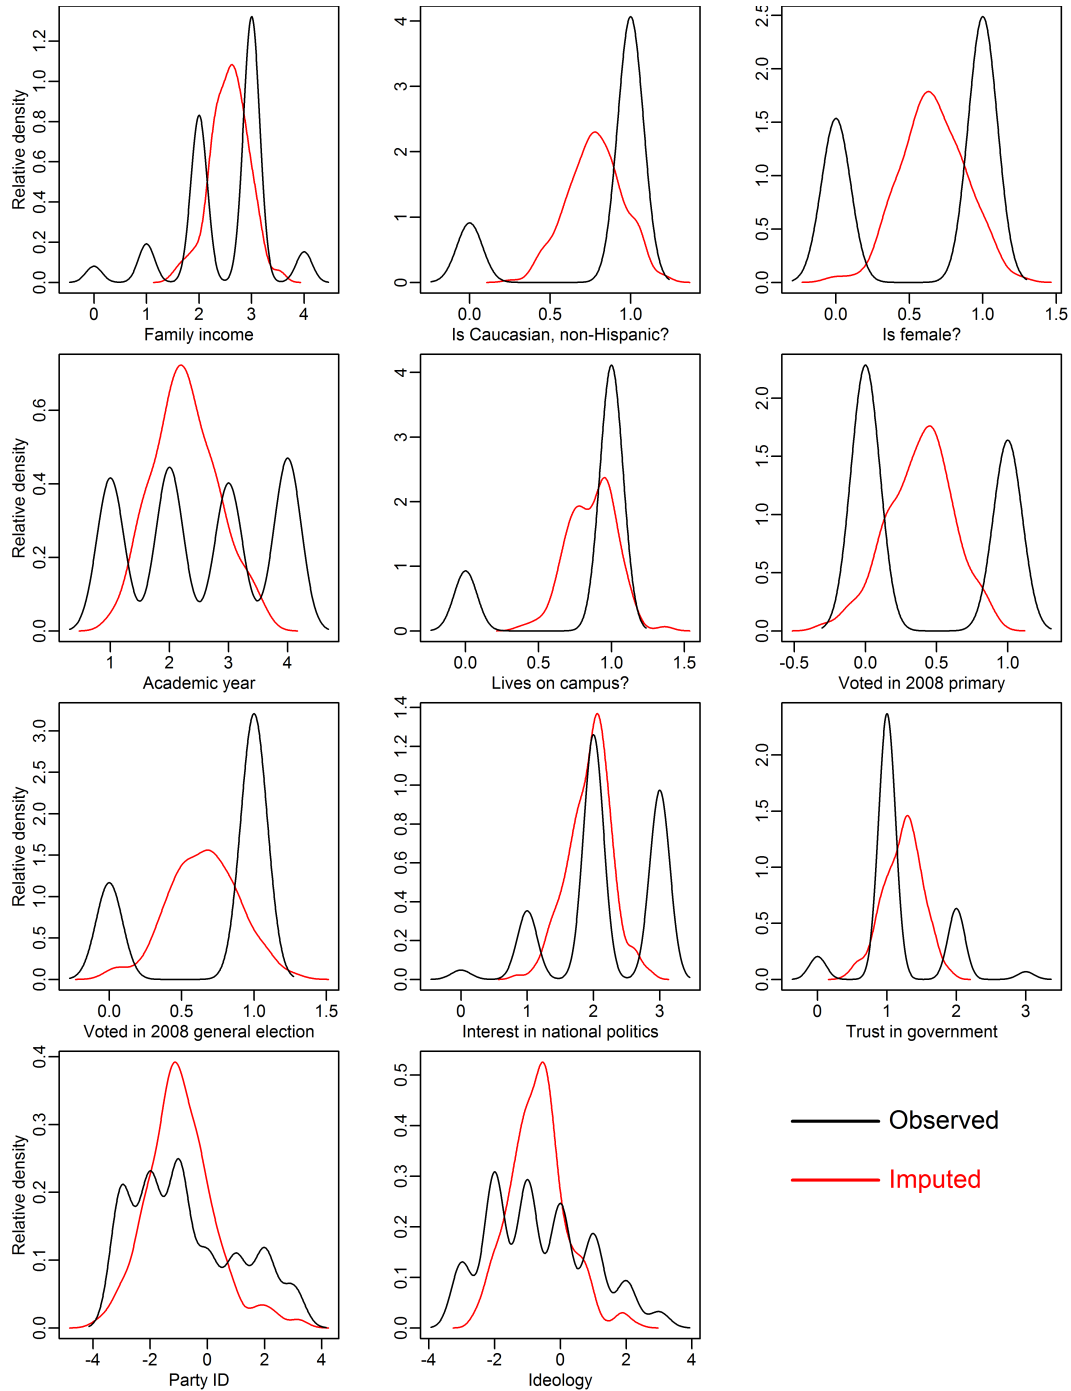 Relative density
0.0 0.2 0.4 0.6 0.8 1.0 1.2
0 1 2 3 4
Family income
0 1 2 3 4
0.0 0.5 1.0
Is Caucasian, non-Hispanic?
0.0 0.5 1.0 1.5 2.0 2.5
0.0 0.5 1.0 1.5
Is female?
Relative density
0.0 0.2 0.4 0.6
1 2 3 4
Academic year
0 1 2 3 4
0.0 0.5 1.0 1.5
Lives on campus?
0.0 0.5 1.0 1.5 2.0
-0.5 0.0 0.5 1.0
Voted in 2008 primary
Relative density
0.0 0.5 1.0 1.5 2.0 2.5 3.0
0.0 0.5 1.0 1.5
Voted in 2008 general election
0.0 0.2 0.4 0.6 0.8 1.0 1.2 1.4
0 1 2 3
Interest in national politics
0.0 0.5 1.0 1.5 2.0
0 1 2 3
Trust in government
Relative density
0.0 0.1 0.2 0.3 0.4
-4 -2 0 2 4
Party ID
0.0 0.1 0.2 0.3 0.4 0.5
-4 -2 0 2 4
Ideology
Observed
Imputed